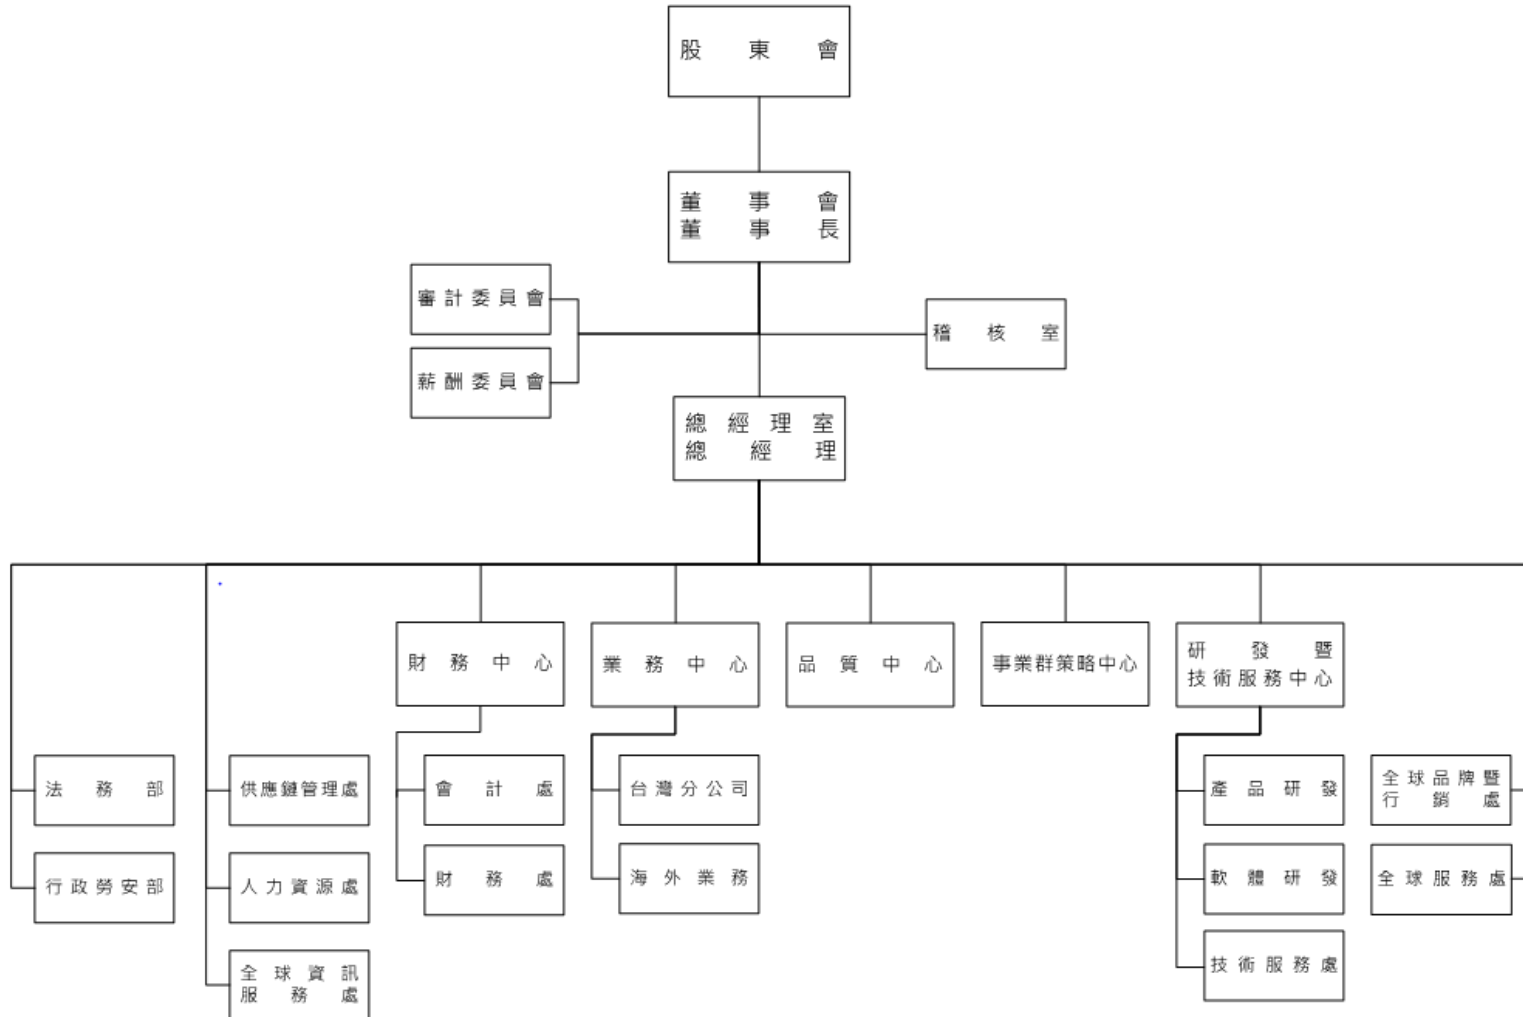 股東會
董事會
董事長
審計委員會
稽核室
薪酬委員會
總經理室
總經理
財務中心
業務中心
品質中心
事業群策略中心
研發暨
技術服務中心
法務部
供應鏈管理處
會計處
台灣分公司
產品研發
全球品牌暨
行銷處
行政勞安部
人力資源處
財務處
海外業務
軟體研發
全球服務處
全球資訊
服務處
技術服務處